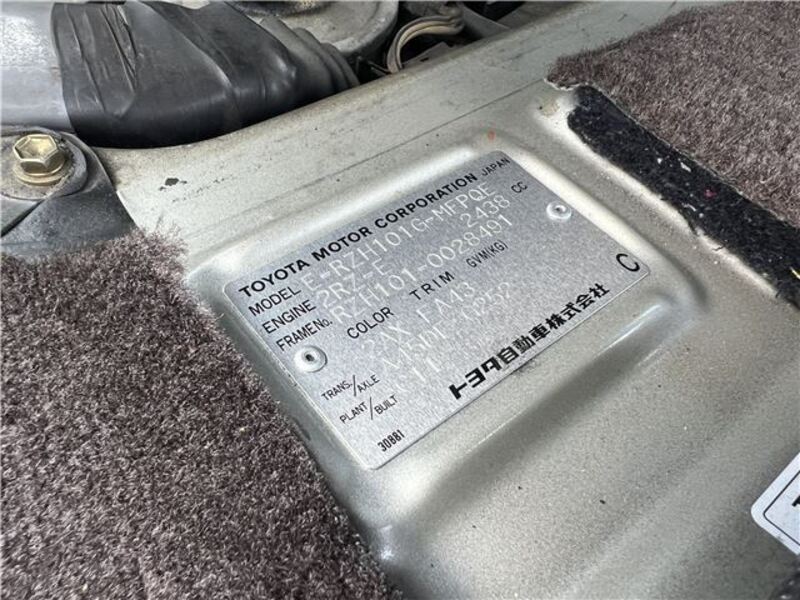 TOYOTA MOTOR CORPORATION JAPAN
MODEL E-RZH101G-MFPQE
ENGINE 2RZ-E 2438 CC
FRAME No. RZH101-0028491
COLOR TRIM GVM(KG)
FA43
TRANS/AXLE
PLANT/BUILT
C
トヨタ自動車株式会社
30881